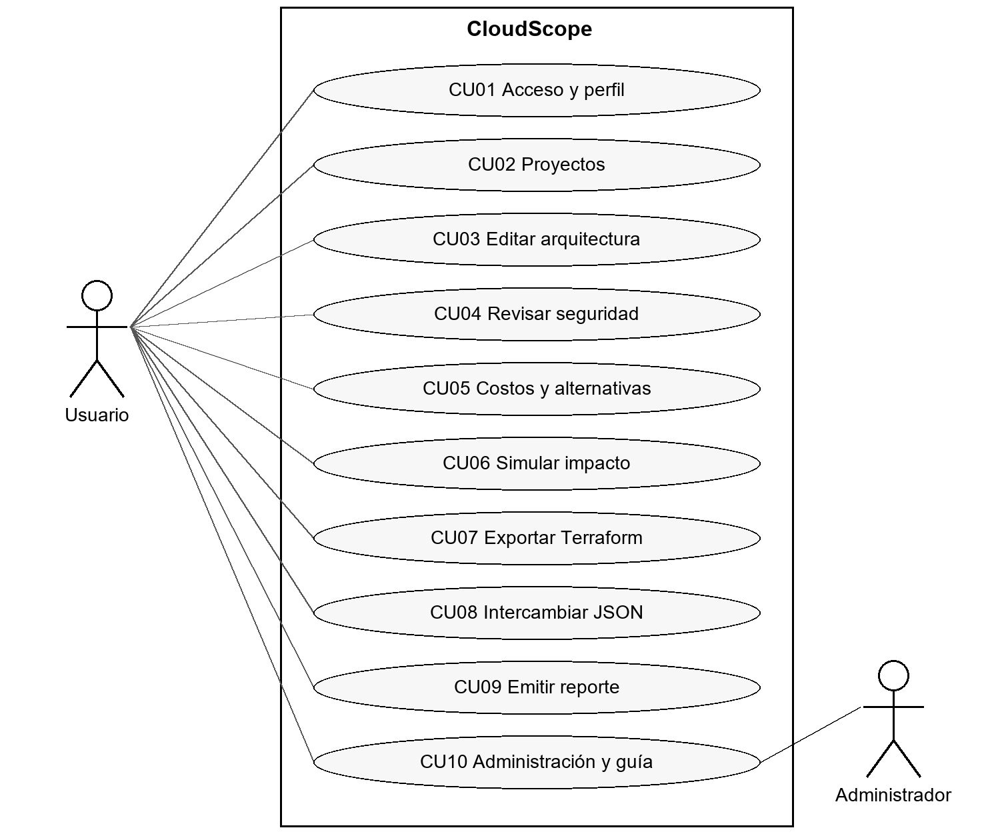 CloudScope
CU01 Acceso y perfil
CU02 Proyectos
CU03 Editar arquitectura
CU04 Revisar seguridad
CU05 Costos y alternativas
Usuario
CU06 Simular impacto
CU07 Exportar Terraform
CU08 Intercambiar JSON
CU09 Emitir reporte
CU10 Administración y guía
Administrador